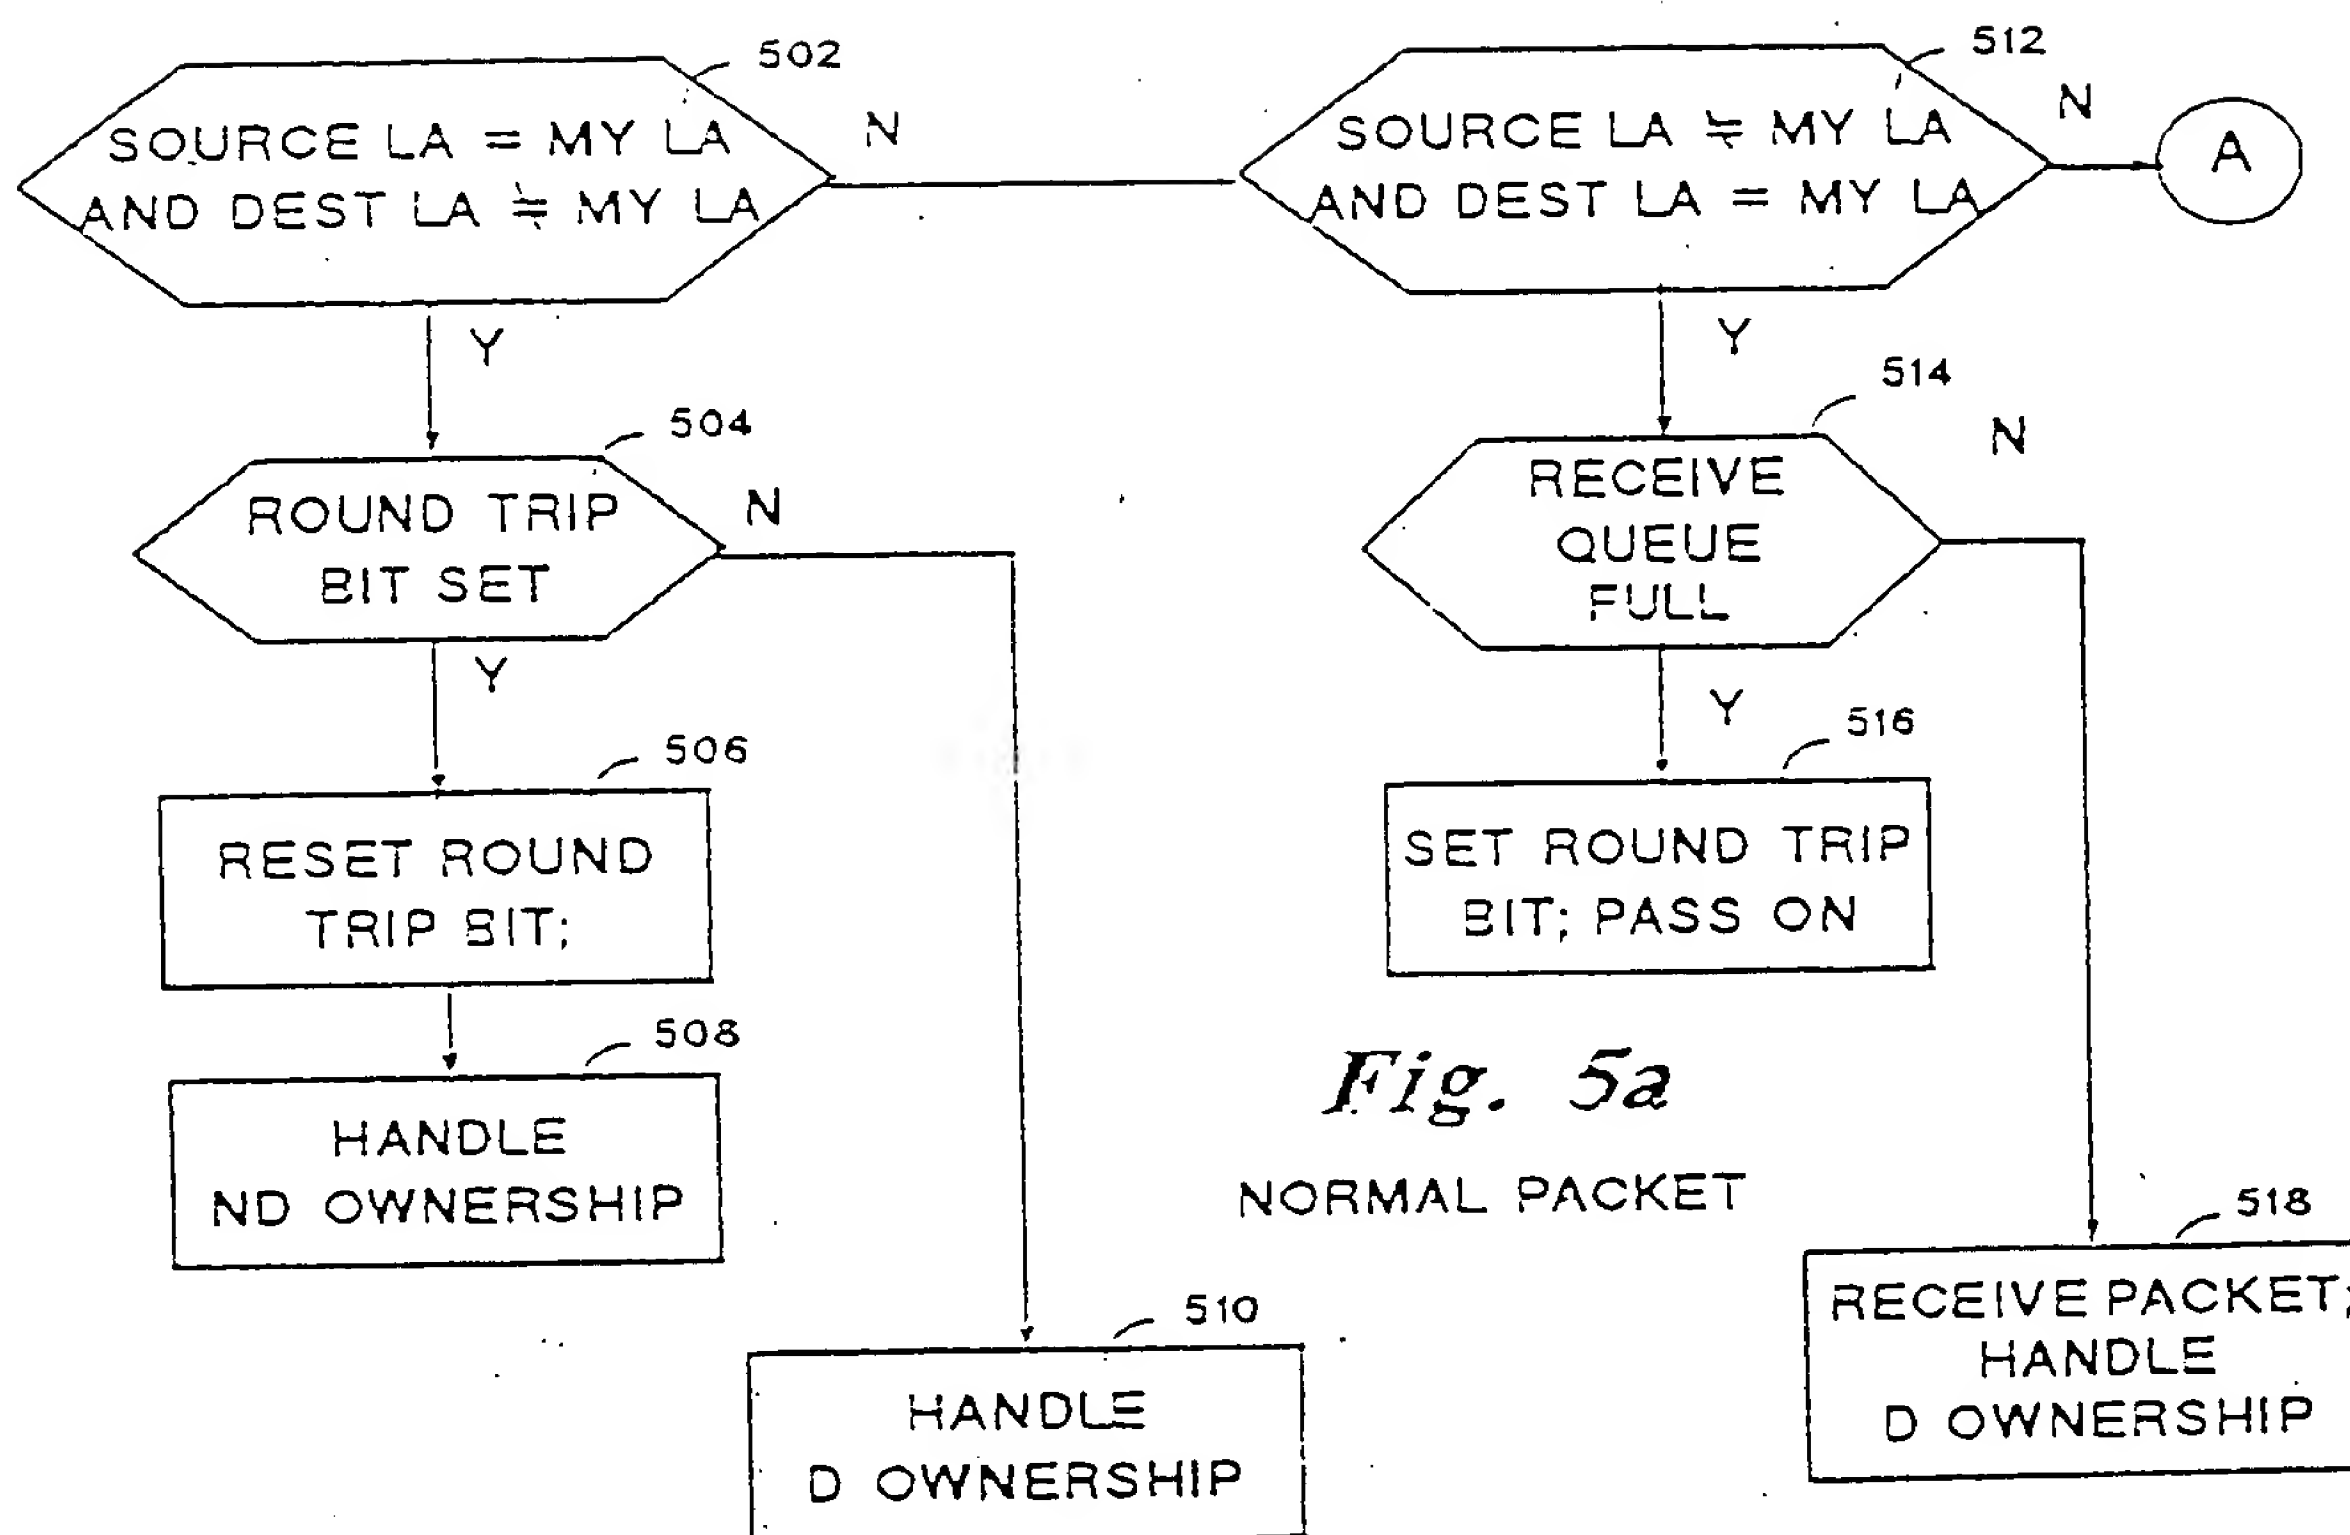 502
SOURCE LA = MY LA
AND DEST LA ≒ MY LA
N
Y
512
SOURCE LA ≒ MY LA
AND DEST LA = MY LA
N
A
Y
504
ROUND TRIP
BIT SET
N
Y
514
RECEIVE
QUEUE
FULL
N
Y
506
RESET ROUND
TRIP BIT;
516
SET ROUND TRIP
BIT; PASS ON
508
HANDLE
ND OWNERSHIP
Fig. 5a
NORMAL PACKET
510
HANDLE
D OWNERSHIP
518
RECEIVE PACKET;
HANDLE
D OWNERSHIP